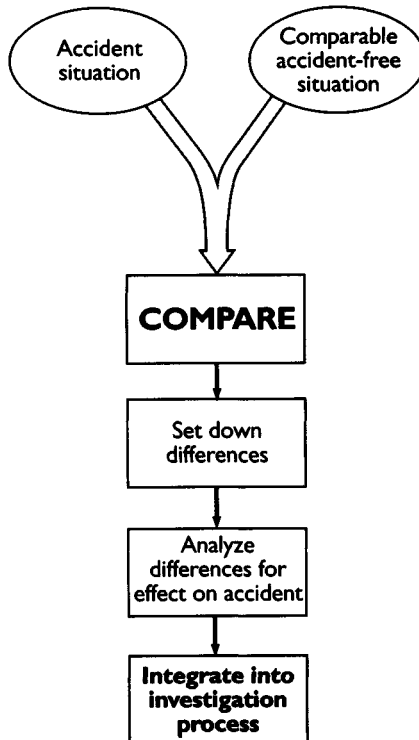 Accident
situation
Comparable
accident-free
situation
COMPARE
Set down
differences
Analyze
differences for
effect on accident
Integrate into
investigation
process